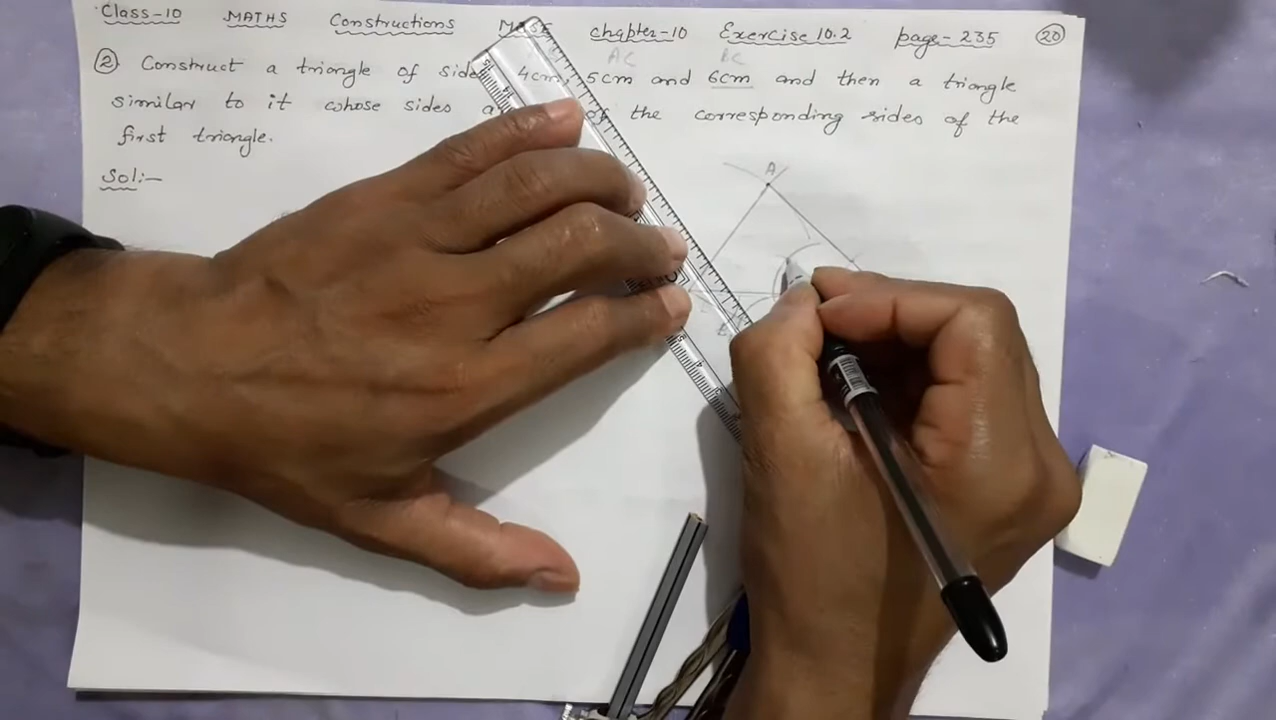 Class-10 MATHS Constructions chapter-10 Exercise 10.2 page-235 20
AC BC
2 Construct a triangle of side 4cm, 5cm and 6cm and then a triangle
similar to it whose sides of the corresponding sides of the
first triangle.
Sol:-
A
B